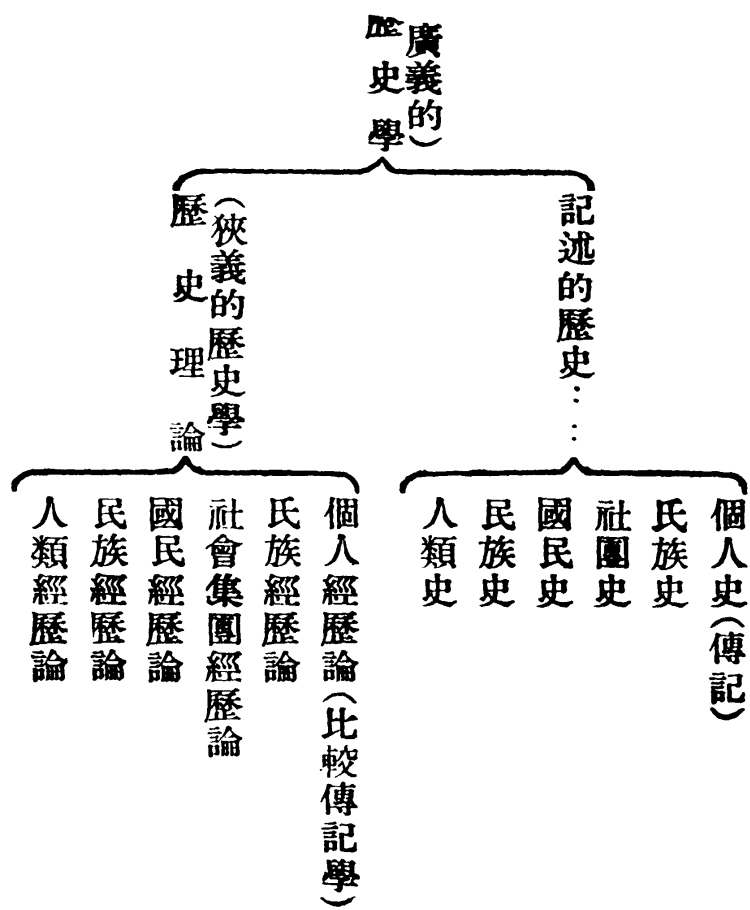 廣義的)
歷史學
記述的歷史……
個人史(傳記)
氏族史
社團史
國民史
民族史
人類史
(狹義的歷史學)
歷史理論
個人經歷論(比較傳記學)
氏族經歷論
社會集團經歷論
國民經歷論
民族經歷論
人類經歷論